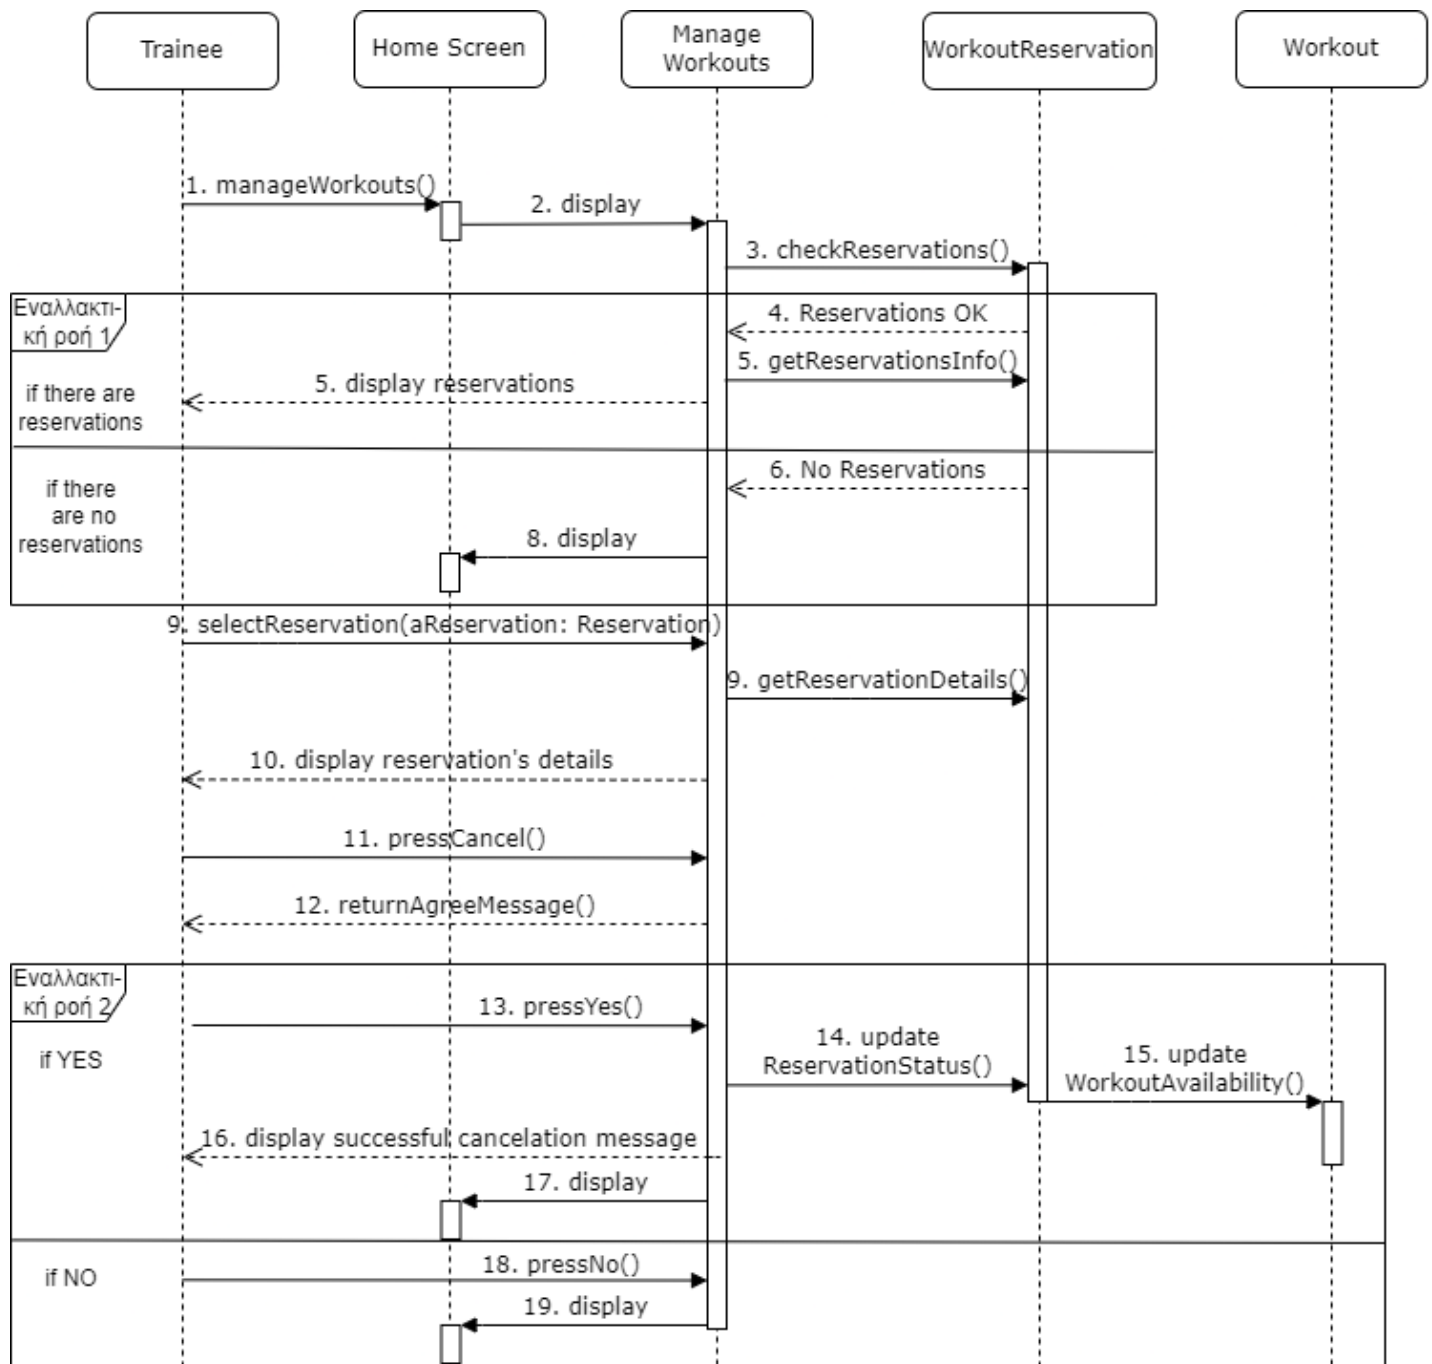 Trainee
Home Screen
Manage
Workouts
WorkoutReservation
Workout
1. manageWorkouts()
2. display
3. checkReservations()
Εναλλακτι-
κή ροή 1
4. Reservations OK
5. getReservationsInfo()
5. display reservations
if there are
reservations
6. No Reservations
if there
are no
reservations
8. display
9. selectReservation(aReservation: Reservation)
9. getReservationDetails()
10. display reservation's details
11. pressCancel()
12. returnAgreeMessage()
Εναλλακτι-
κή ροή 2
13. pressYes()
if YES
14. update
ReservationStatus()
15. update
WorkoutAvailability()
16. display successful cancelation message
17. display
18. pressNo()
if NO
19. display